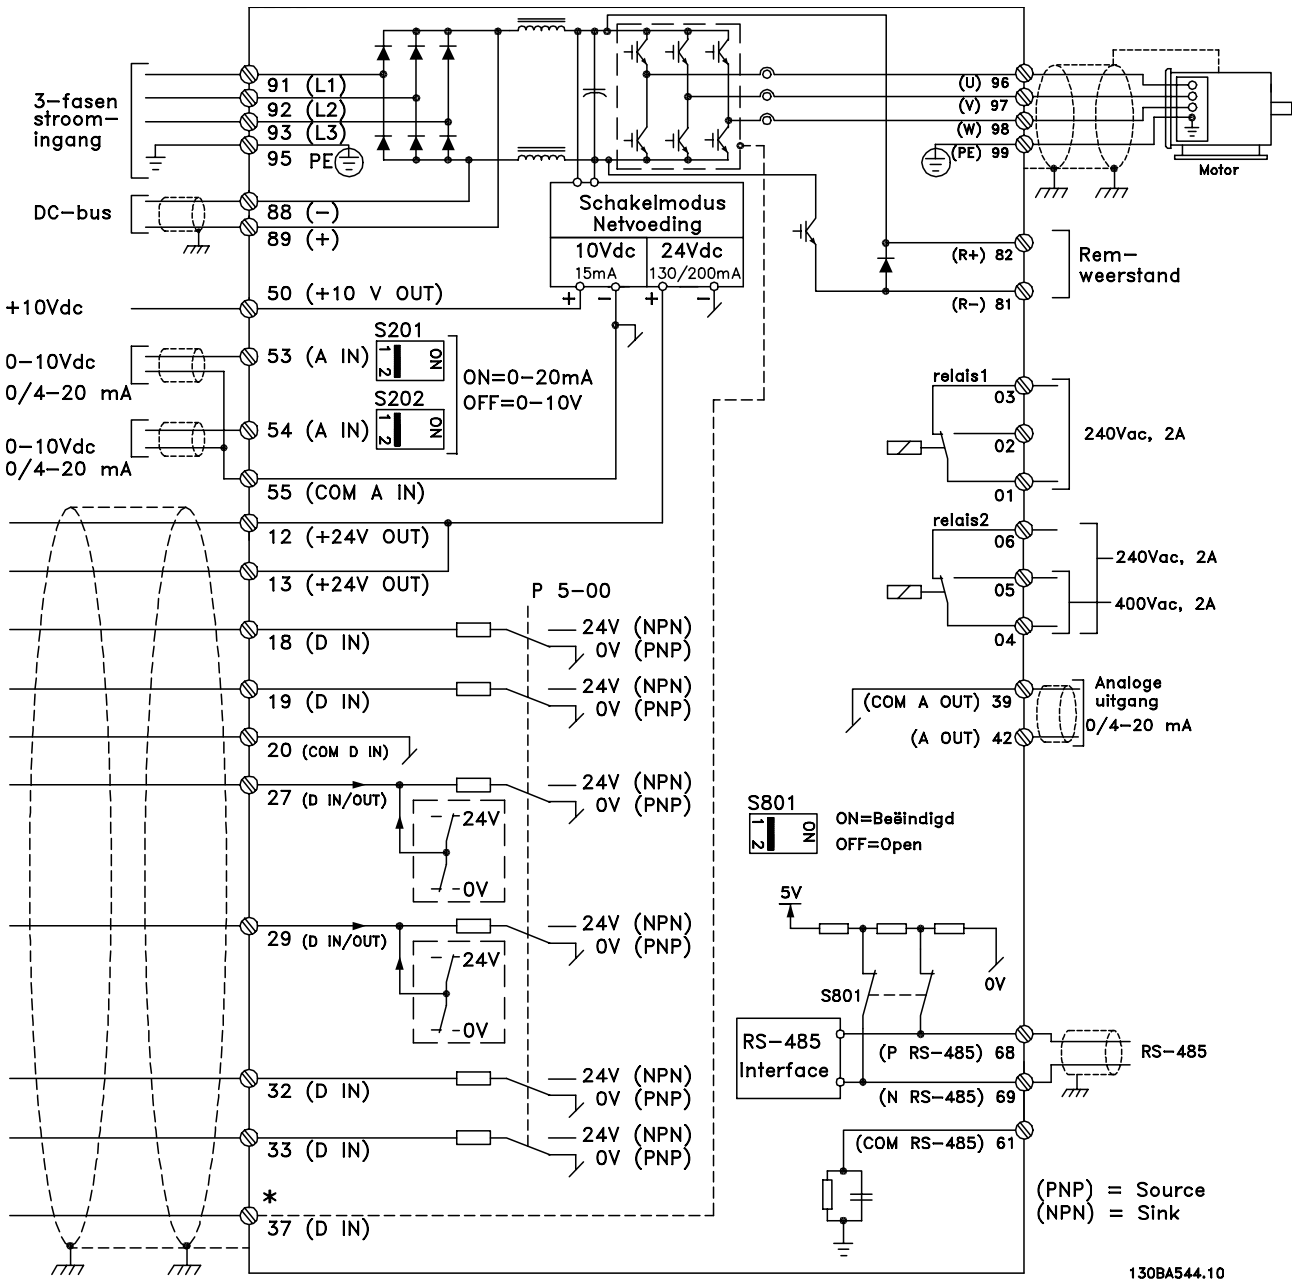 3-fasen
stroom-
ingang
91 (L1)
92 (L2)
93 (L3)
95 PE
DC-bus
88 (-)
89 (+)
+10Vdc
50 (+10 V OUT)
0-10Vdc
0/4-20 mA
53 (A IN)
S201
1 2
ON
ON=0-20mA
OFF=0-10V
S202
1 2
ON
0-10Vdc
0/4-20 mA
54 (A IN)
55 (COM A IN)
12 (+24V OUT)
13 (+24V OUT)
P 5-00
18 (D IN)
24V (NPN)
0V (PNP)
19 (D IN)
24V (NPN)
0V (PNP)
20 (COM D IN)
27 (D IN/OUT)
24V (NPN)
0V (PNP)
24V
0V
29 (D IN/OUT)
24V (NPN)
0V (PNP)
24V
0V
32 (D IN)
24V (NPN)
0V (PNP)
33 (D IN)
24V (NPN)
0V (PNP)
*
37 (D IN)
Schakelmodus
Netvoeding
10Vdc
15mA
24Vdc
130/200mA
+ - + -
(U) 96
(V) 97
(W) 98
(PE) 99
Motor
(R+) 82
(R-) 81
Rem-
weerstand
relais1
03
02
01
240Vac, 2A
relais2
06
05
04
240Vac, 2A
400Vac, 2A
(COM A OUT) 39
(A OUT) 42
Analoge
uitgang
0/4-20 mA
S801
1 2
ON
ON=Beëindigd
OFF=Open
5V
0V
S801
RS-485
Interface
(P RS-485) 68
(N RS-485) 69
RS-485
(COM RS-485) 61
(PNP) = Source
(NPN) = Sink
130BA544.10